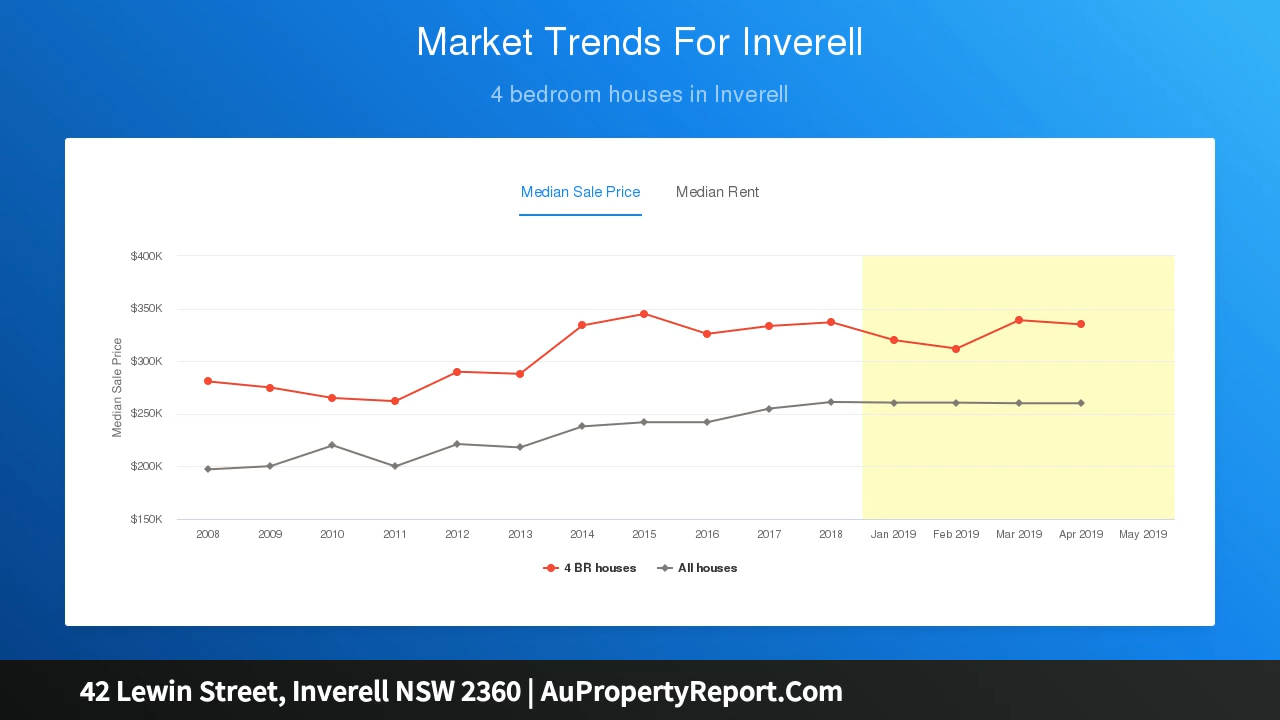 Market Trends For Inverell
4 bedroom houses in Inverell
Median Sale Price Median Rent
$400K
$350K
$300K
$250K
$200K
$150K
Median Sale Price
2008 2009 2010 2011 2012 2013 2014 2015 2016 2017 2018 Jan 2019 Feb 2019 Mar 2019 Apr 2019 May 2019
4 BR houses All houses
42 Lewin Street, Inverell NSW 2360 | AuPropertyReport.Com